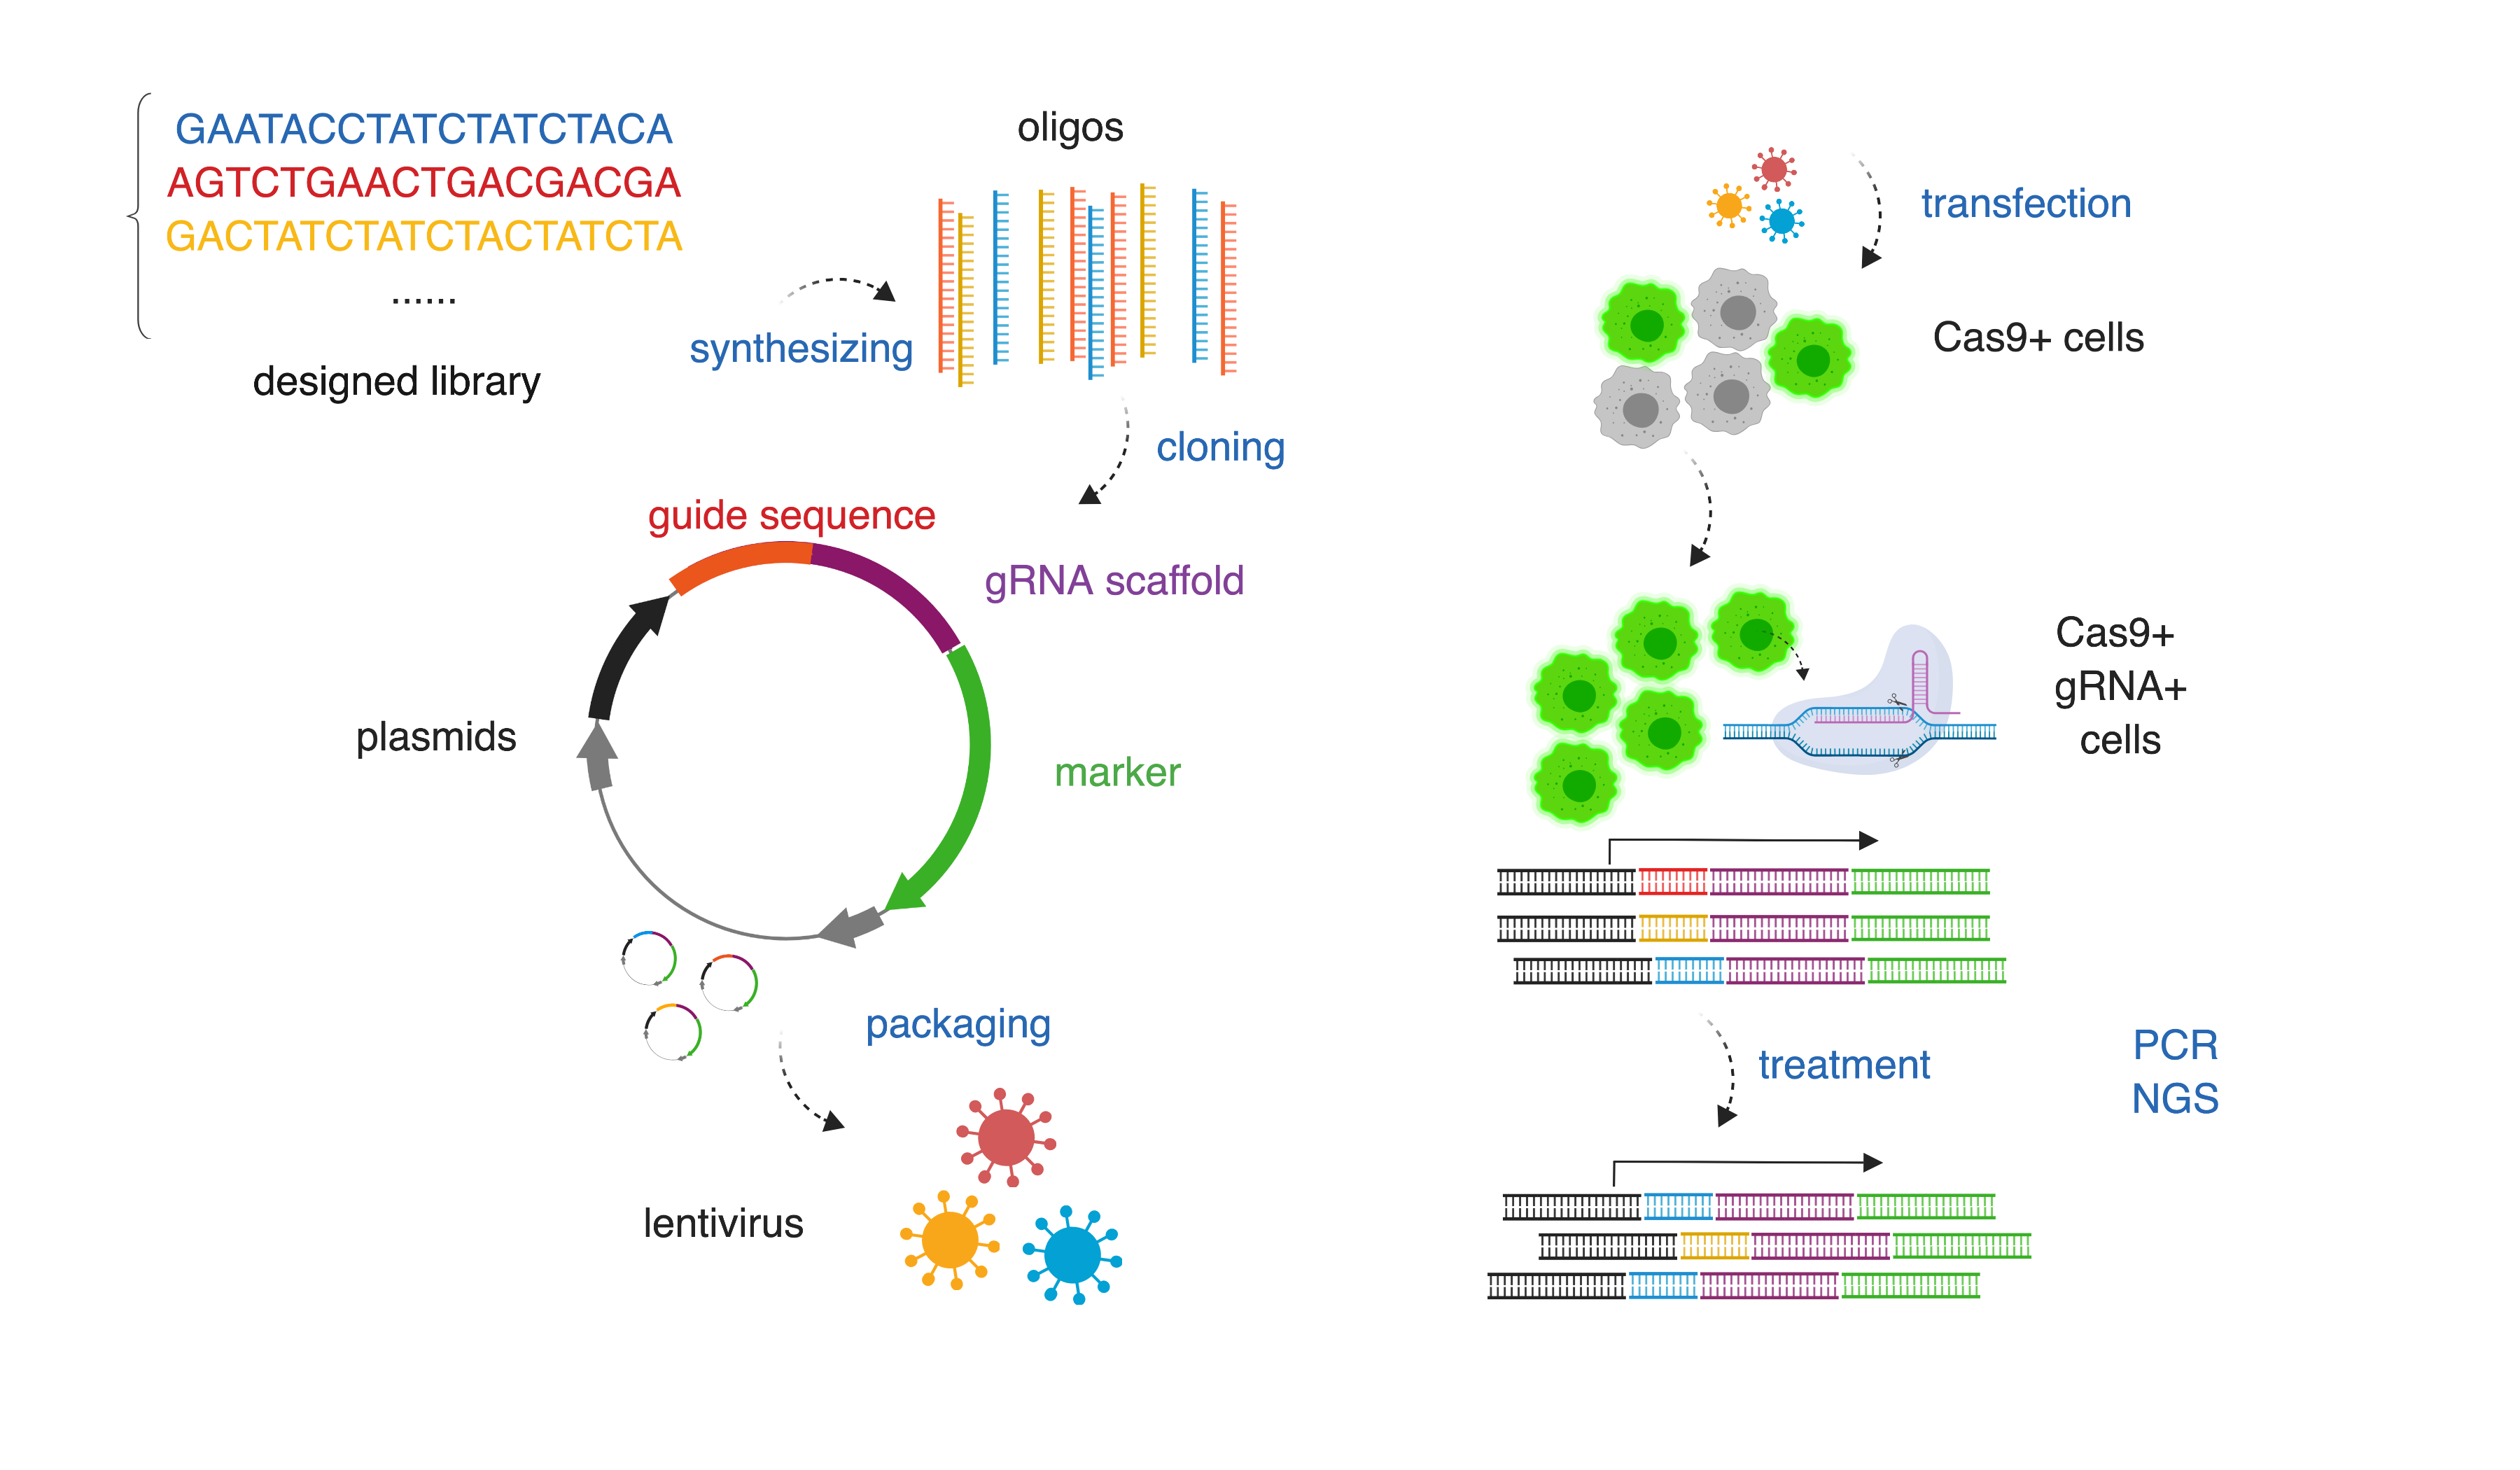 GAATACCTATCTATCTACA
AGTCTGAACTGACGACGA
GACTATCTATCTACTATCTA
......
designed library
synthesizing
oligos
cloning
guide sequence
gRNA scaffold
plasmids
marker
packaging
lentivirus
transfection
Cas9+ cells
Cas9+
gRNA+
cells
treatment
PCR
NGS